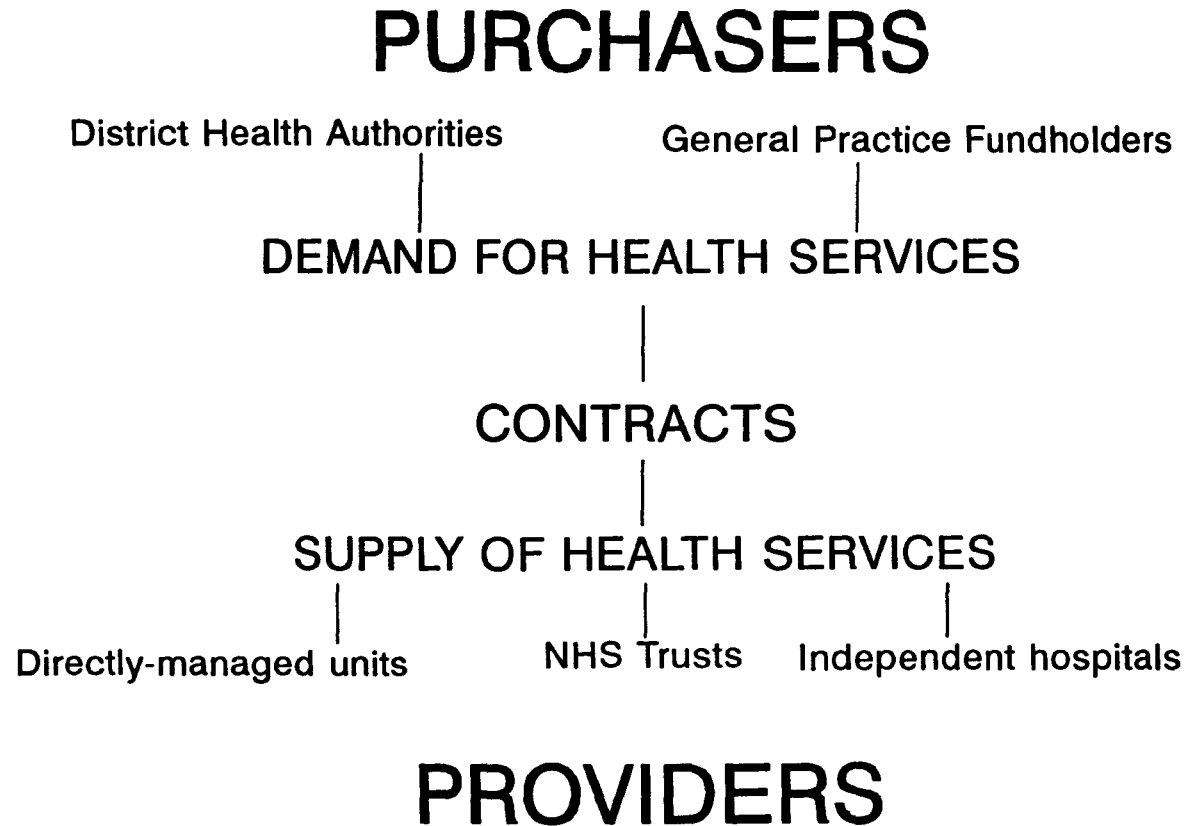 PURCHASERS
District Health Authorities
General Practice Fundholders
DEMAND FOR HEALTH SERVICES
CONTRACTS
SUPPLY OF HEALTH SERVICES
Directly-managed units
NHS Trusts
Independent hospitals
PROVIDERS